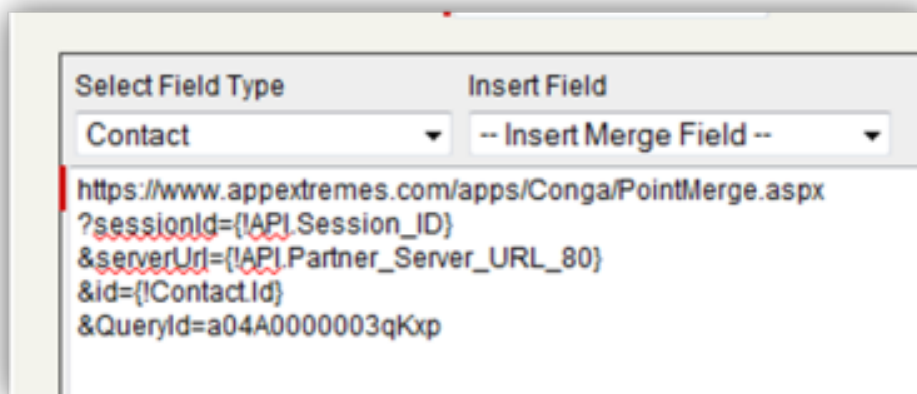 Select Field Type Insert Field
Contact -- Insert Merge Field --
https://www.appextremes.com/apps/Conga/PointMerge.aspx
?sessionId={!API.Session_ID}
&serverUrl={!API.Partner_Server_URL_80}
&id={!Contact.Id}
&QueryId=a04A0000003qKxp